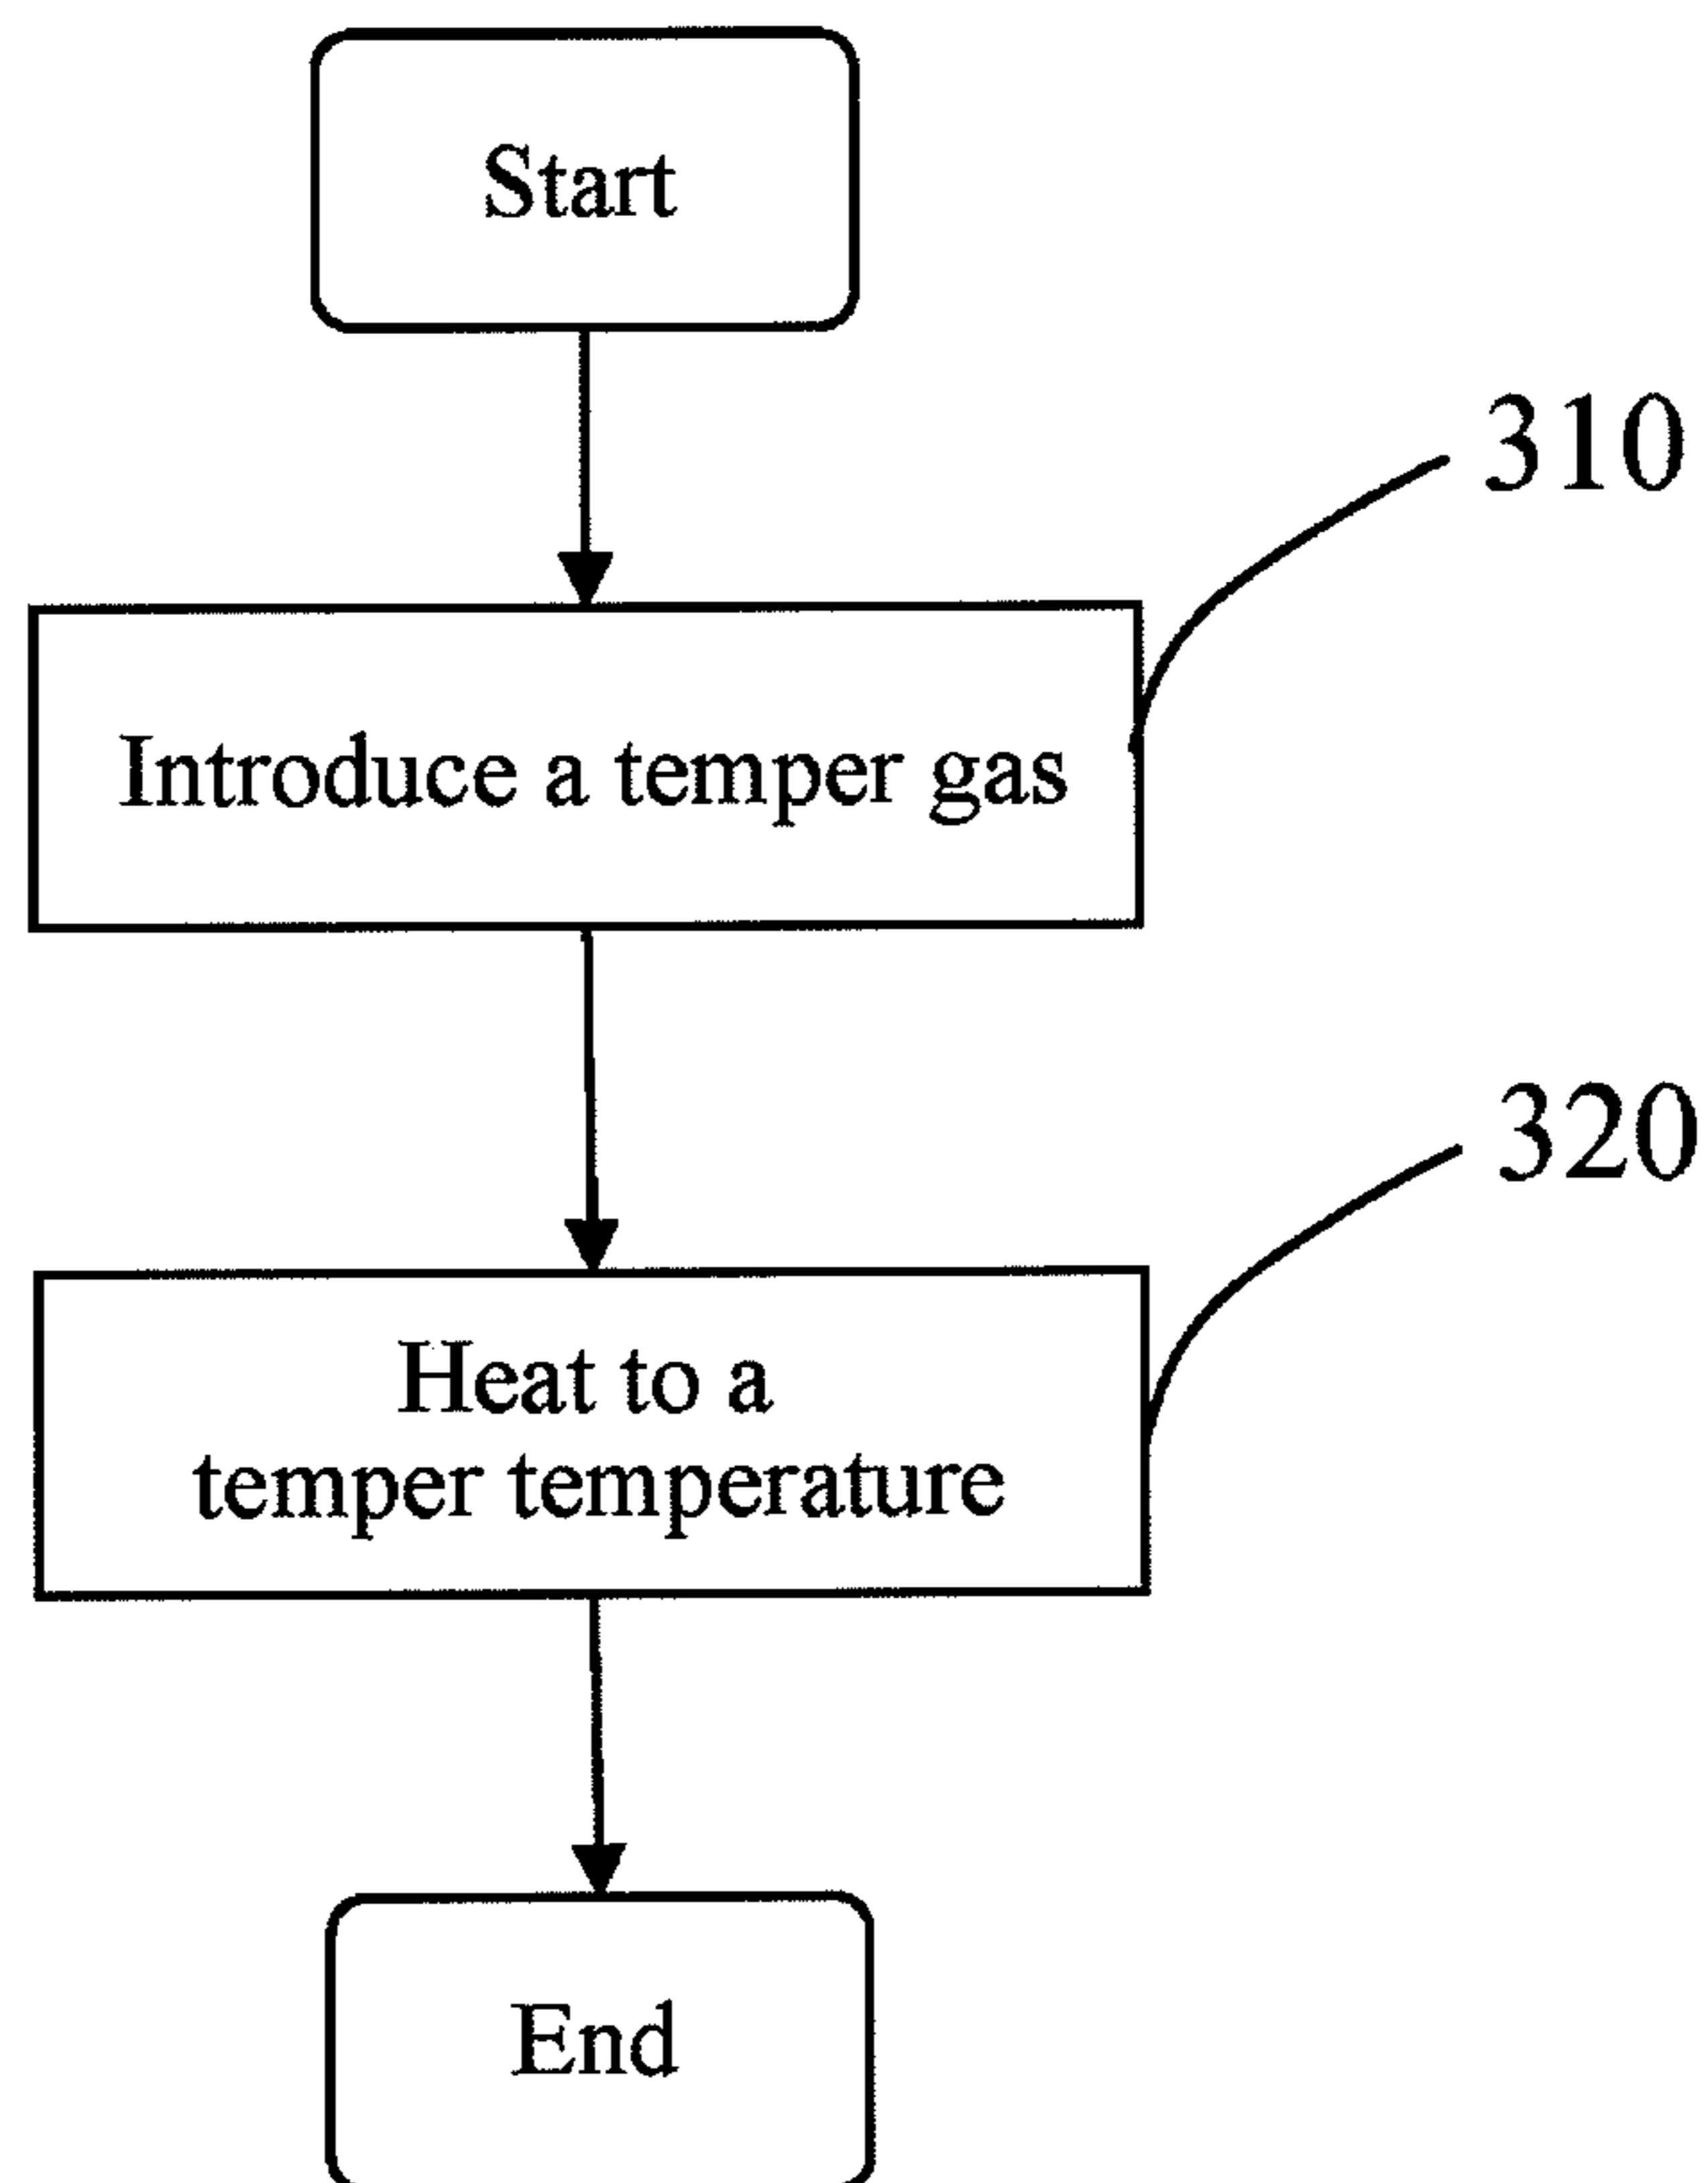 Start
310
Introduce a temper gas
320
Heat to a
temper temperature
End